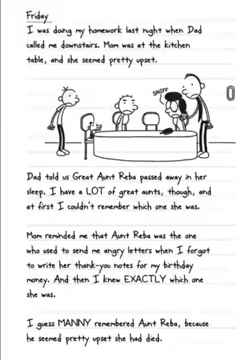 Friday
I was doing my homework last night when Dad
called me downstairs. Mom was at the kitchen
table, and she seemed pretty upset.
SNIFF
Dad told us Great Aunt Reba passed away in her
sleep. I have a LOT of great aunts, though, and
at first I couldn't remember which one she was.
Mom reminded me that Aunt Reba was the one
who used to send me angry letters when I forgot
to write her thank-you notes for my birthday
money. And then I knew EXACTLY which one
she was.
I guess MANNY remembered Aunt Reba, because
he seemed pretty upset she had died.